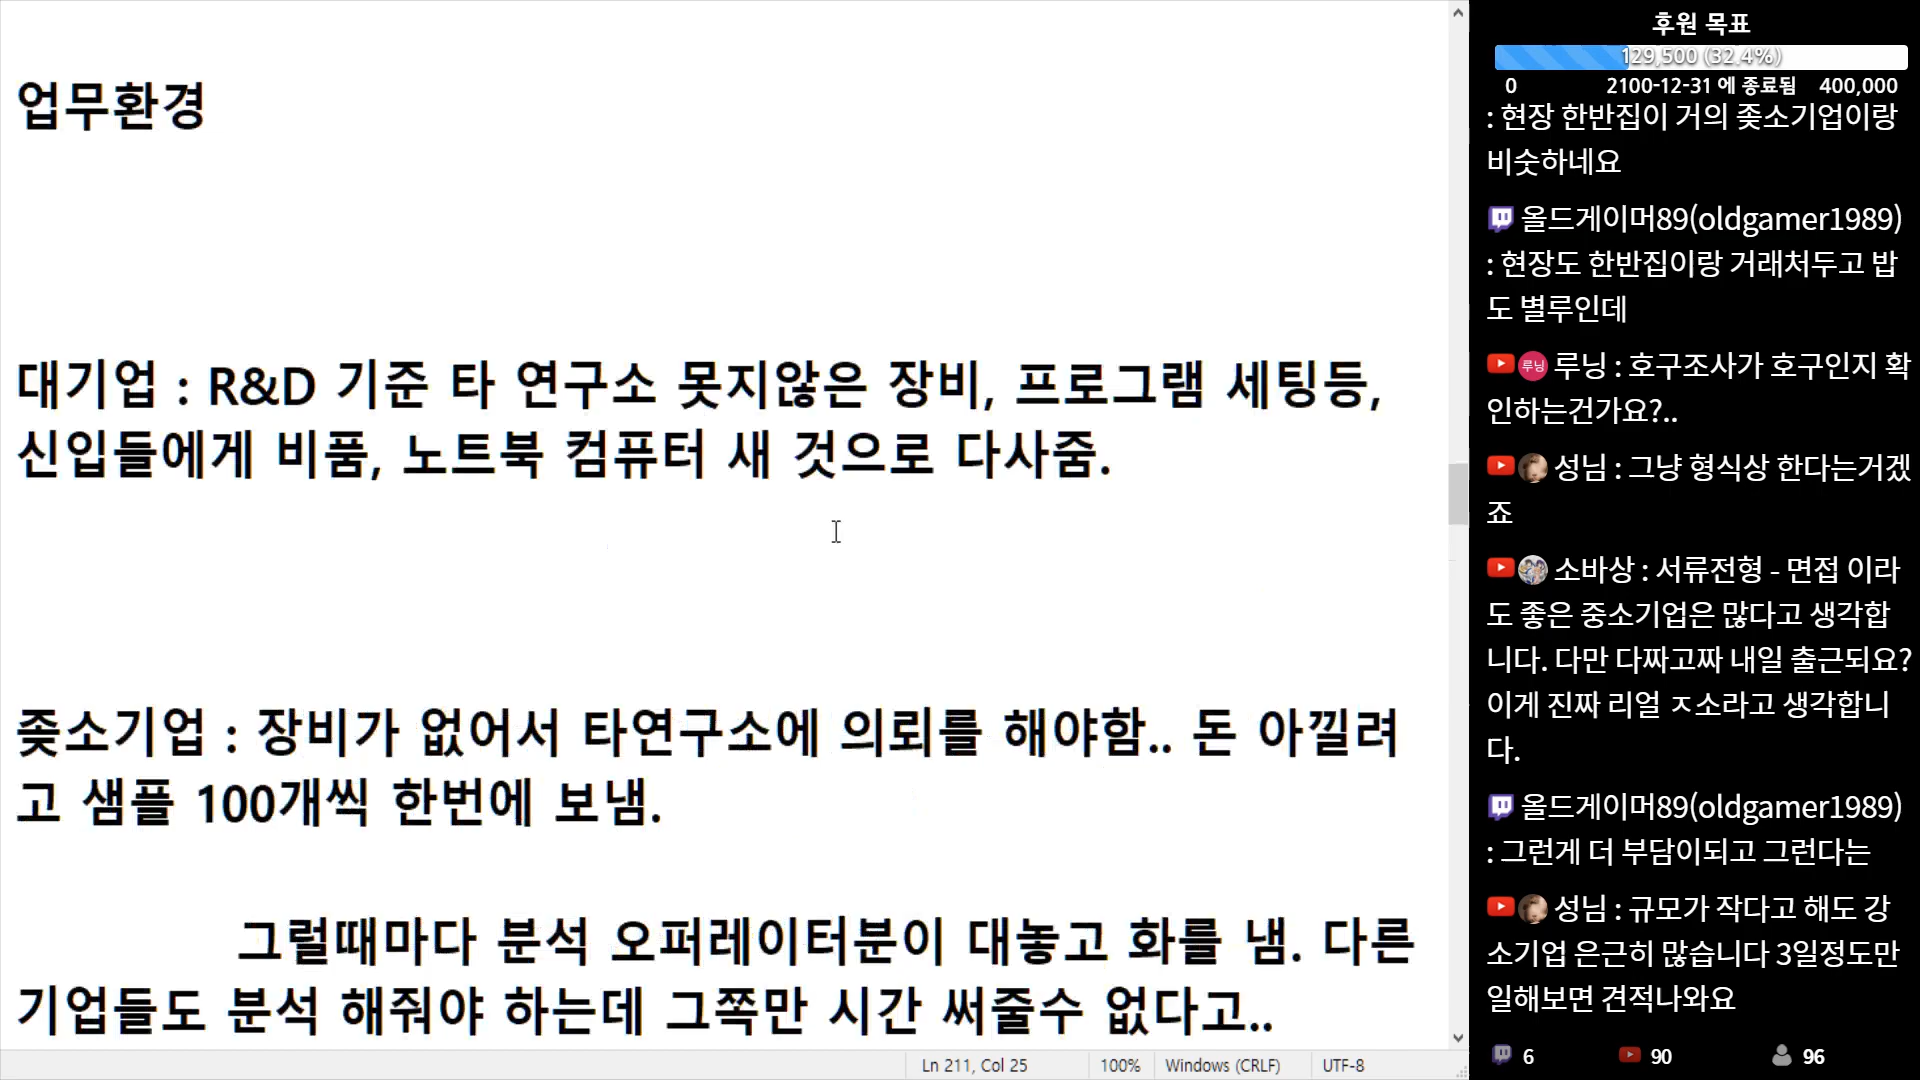 업무환경
대기업 : R&D 기준 타 연구소 못지않은 장비, 프로그램 세팅등,
신입들에게 비품, 노트북 컴퓨터 새 것으로 다사줌.
좆소기업 : 장비가 없어서 타연구소에 의뢰를 해야함.. 돈 아낄려
고 샘플 100개씩 한번에 보냄.
그럴때마다 분석 오퍼레이터분이 대놓고 화를 냄. 다른
기업들도 분석 해줘야 하는데 그쪽만 시간 써줄수 없다고..
Ln 211, Col 25
100%
Windows (CRLF)
UTF-8
후원 목표
129,500 (32.4%)
0 2100-12-31 에 종료됨 400,000
: 현장 한반집이 거의 좆소기업이랑
비숫하네요
올드게이머89(oldgamer1989)
: 현장도 한반집이랑 거래처두고 밥
도 별루인데
루닝 루닝 : 호구조사가 호구인지 확
인하는건가요?..
성님 : 그냥 형식상 한다는거겠
죠
소바상 : 서류전형 - 면접 이라
도 좋은 중소기업은 많다고 생각합
니다. 다만 다짜고짜 내일 출근되요?
이게 진짜 리얼 ㅈ소라고 생각합니
다.
올드게이머89(oldgamer1989)
: 그런게 더 부담이되고 그런다는
성님 : 규모가 작다고 해도 강
소기업 은근히 많습니다 3일정도만
일해보면 견적나와요
6 90 96